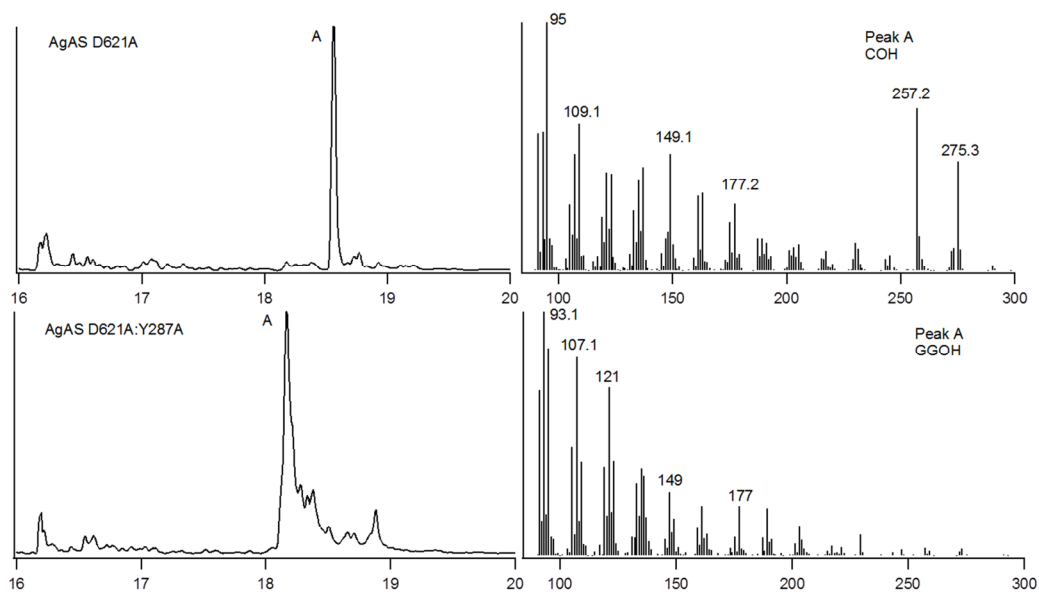 AgAS D621A
A
16 17 18 19 20
95
Peak A
COH
257.2
109.1
149.1
275.3
177.2
100 150 200 250 300
AgAS D621A:Y287A
A
16 17 18 19 20
93.1
Peak A
GGOH
107.1
121
149
177
100 150 200 250 300